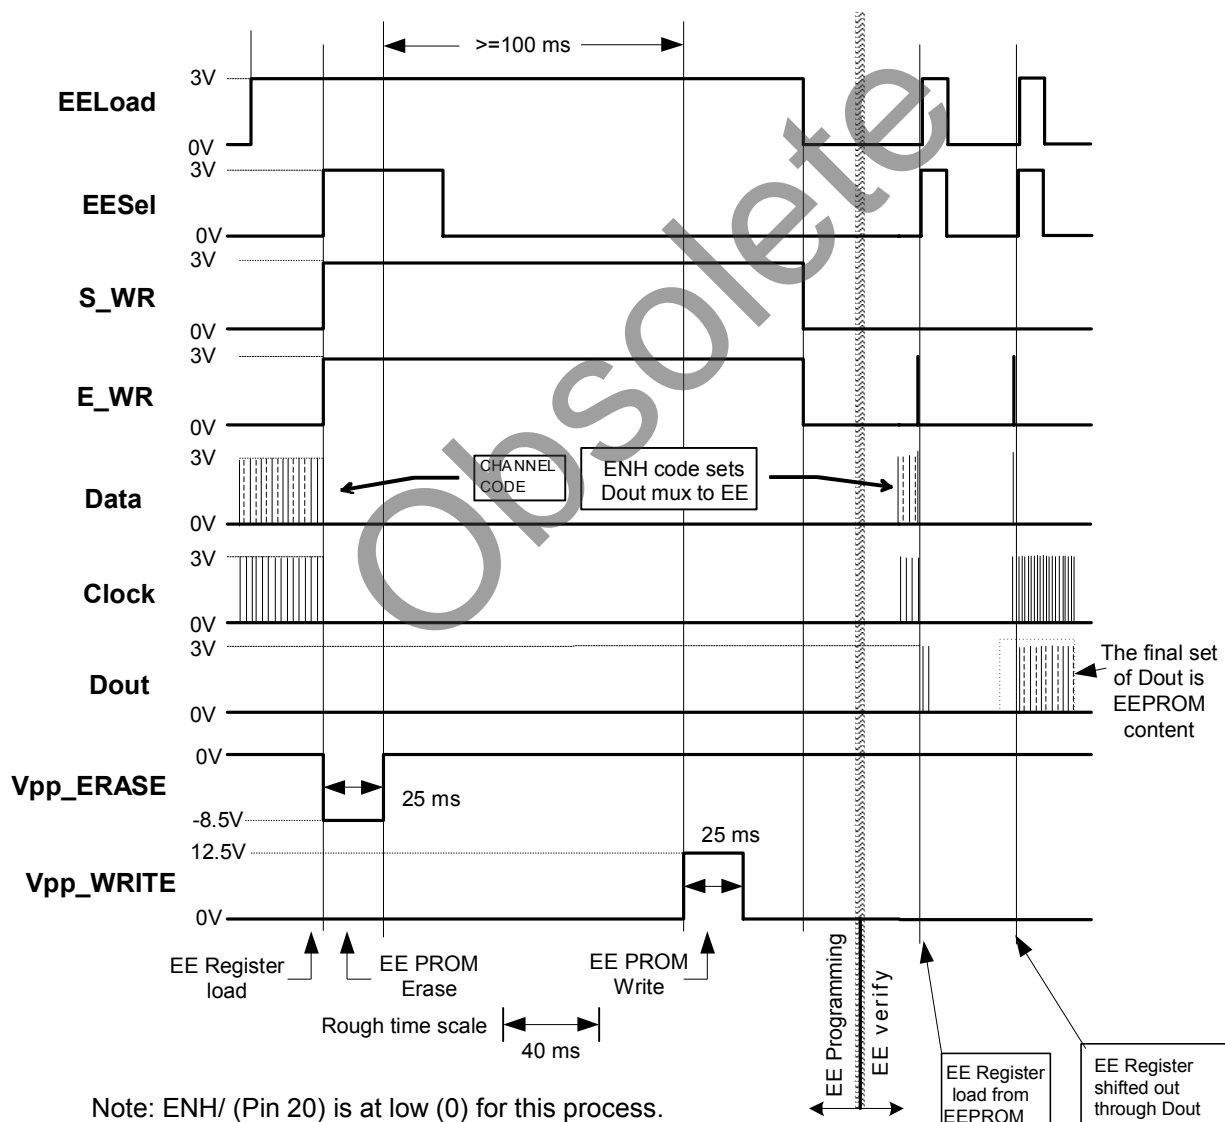 >=100 ms
3V
EELoad
0V
3V
EESel
0V
3V
S_WR
0V
3V
E_WR
0V
3V
CHANNEL
CODE
ENH code sets
Dout mux to EE
Data
0V
3V
Clock
0V
3V
Dout
0V
The final set
of Dout is
EEPROM
content
0V
Vpp_ERASE
25 ms
-8.5V
12.5V
25 ms
Vpp_WRITE
0V
EE Register
load
EE PROM
Erase
EE PROM
Write
Rough time scale
40 ms
EE Programming
EE verify
EE Register
load from
EEPROM
EE Register
shifted out
through Dout
Note: ENH/ (Pin 20) is at low (0) for this process.
Obsolete